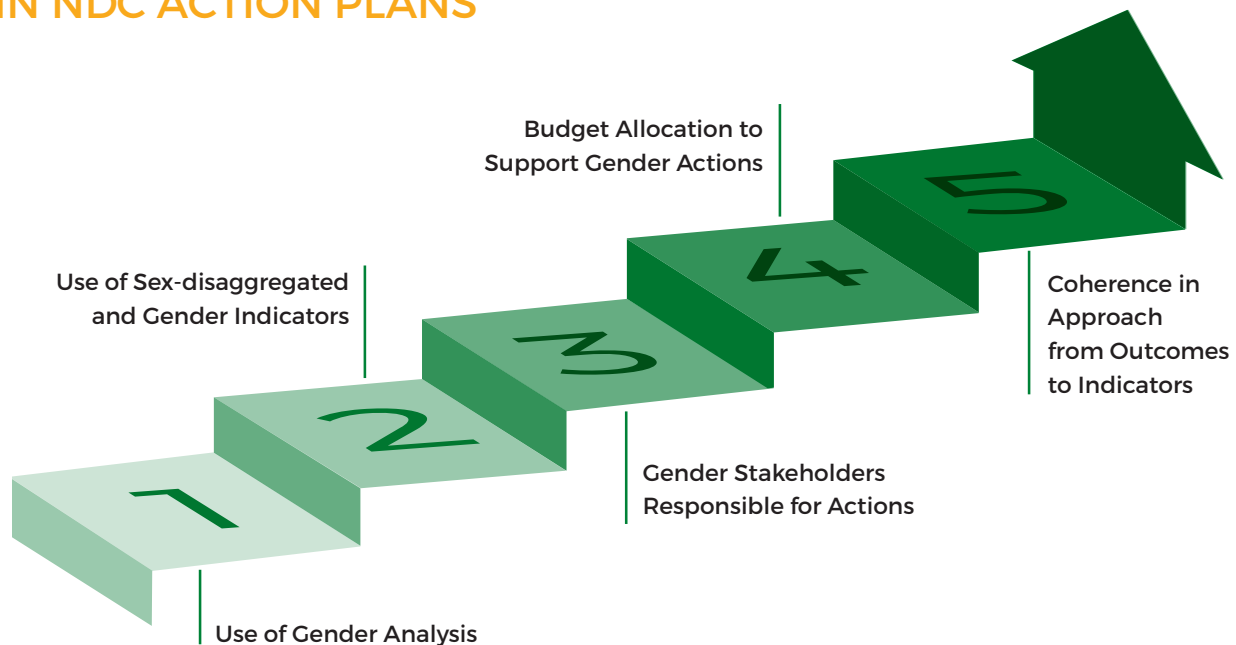 IN NDC ACTION PLANS
Budget Allocation to
Support Gender Actions
5
4
Use of Sex-disaggregated
and Gender Indicators
Coherence in
Approach
from Outcomes
to Indicators
3
2
Gender Stakeholders
Responsible for Actions
1
Use of Gender Analysis